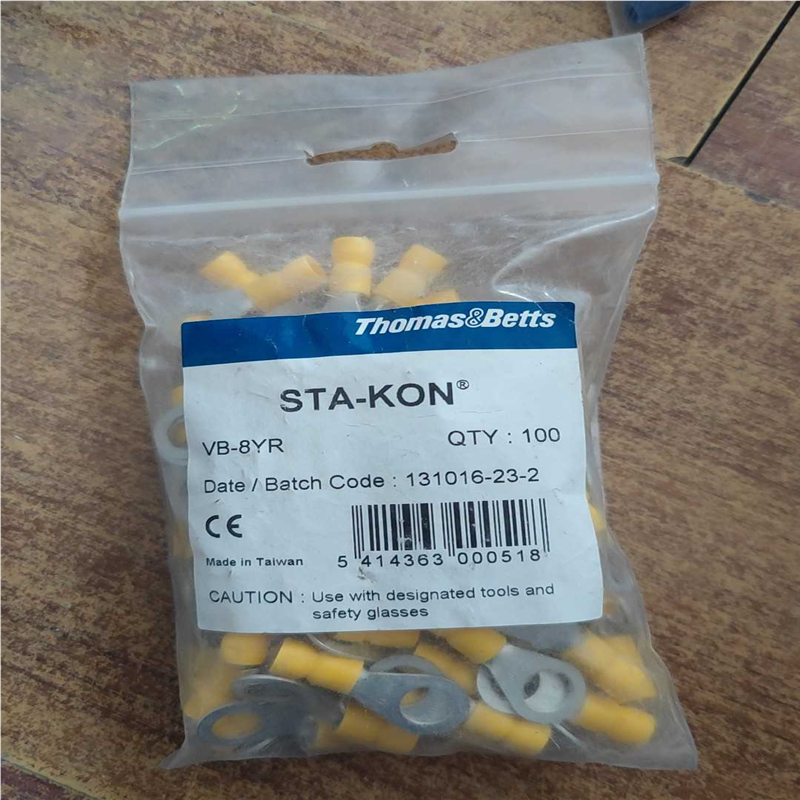 Thomas&Betts
STA-KON®
VB-8YR QTY : 100
Date / Batch Code : 131016-23-2
CE
Made in Taiwan
5 414363 000518
CAUTION : Use with designated tools and
safety glasses